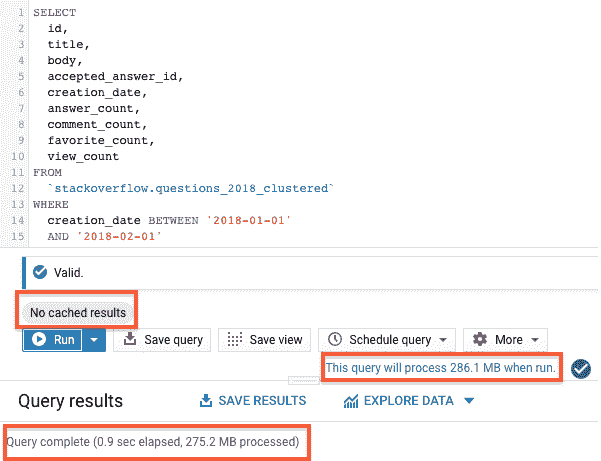 1 SELECT
2 id,
3 title,
4 body,
5 accepted_answer_id,
6 creation_date,
7 answer_count,
8 comment_count,
9 favorite_count,
10 view_count
11 FROM
12 `stackoverflow.questions_2018_clustered`
13 WHERE
14 creation_date BETWEEN '2018-01-01'
15 AND '2018-02-01'
Valid.
No cached results
Run Save query Save view Schedule query More
This query will process 286.1 MB when run.
Query results SAVE RESULTS EXPLORE DATA
Query complete (0.9 sec elapsed, 275.2 MB processed)